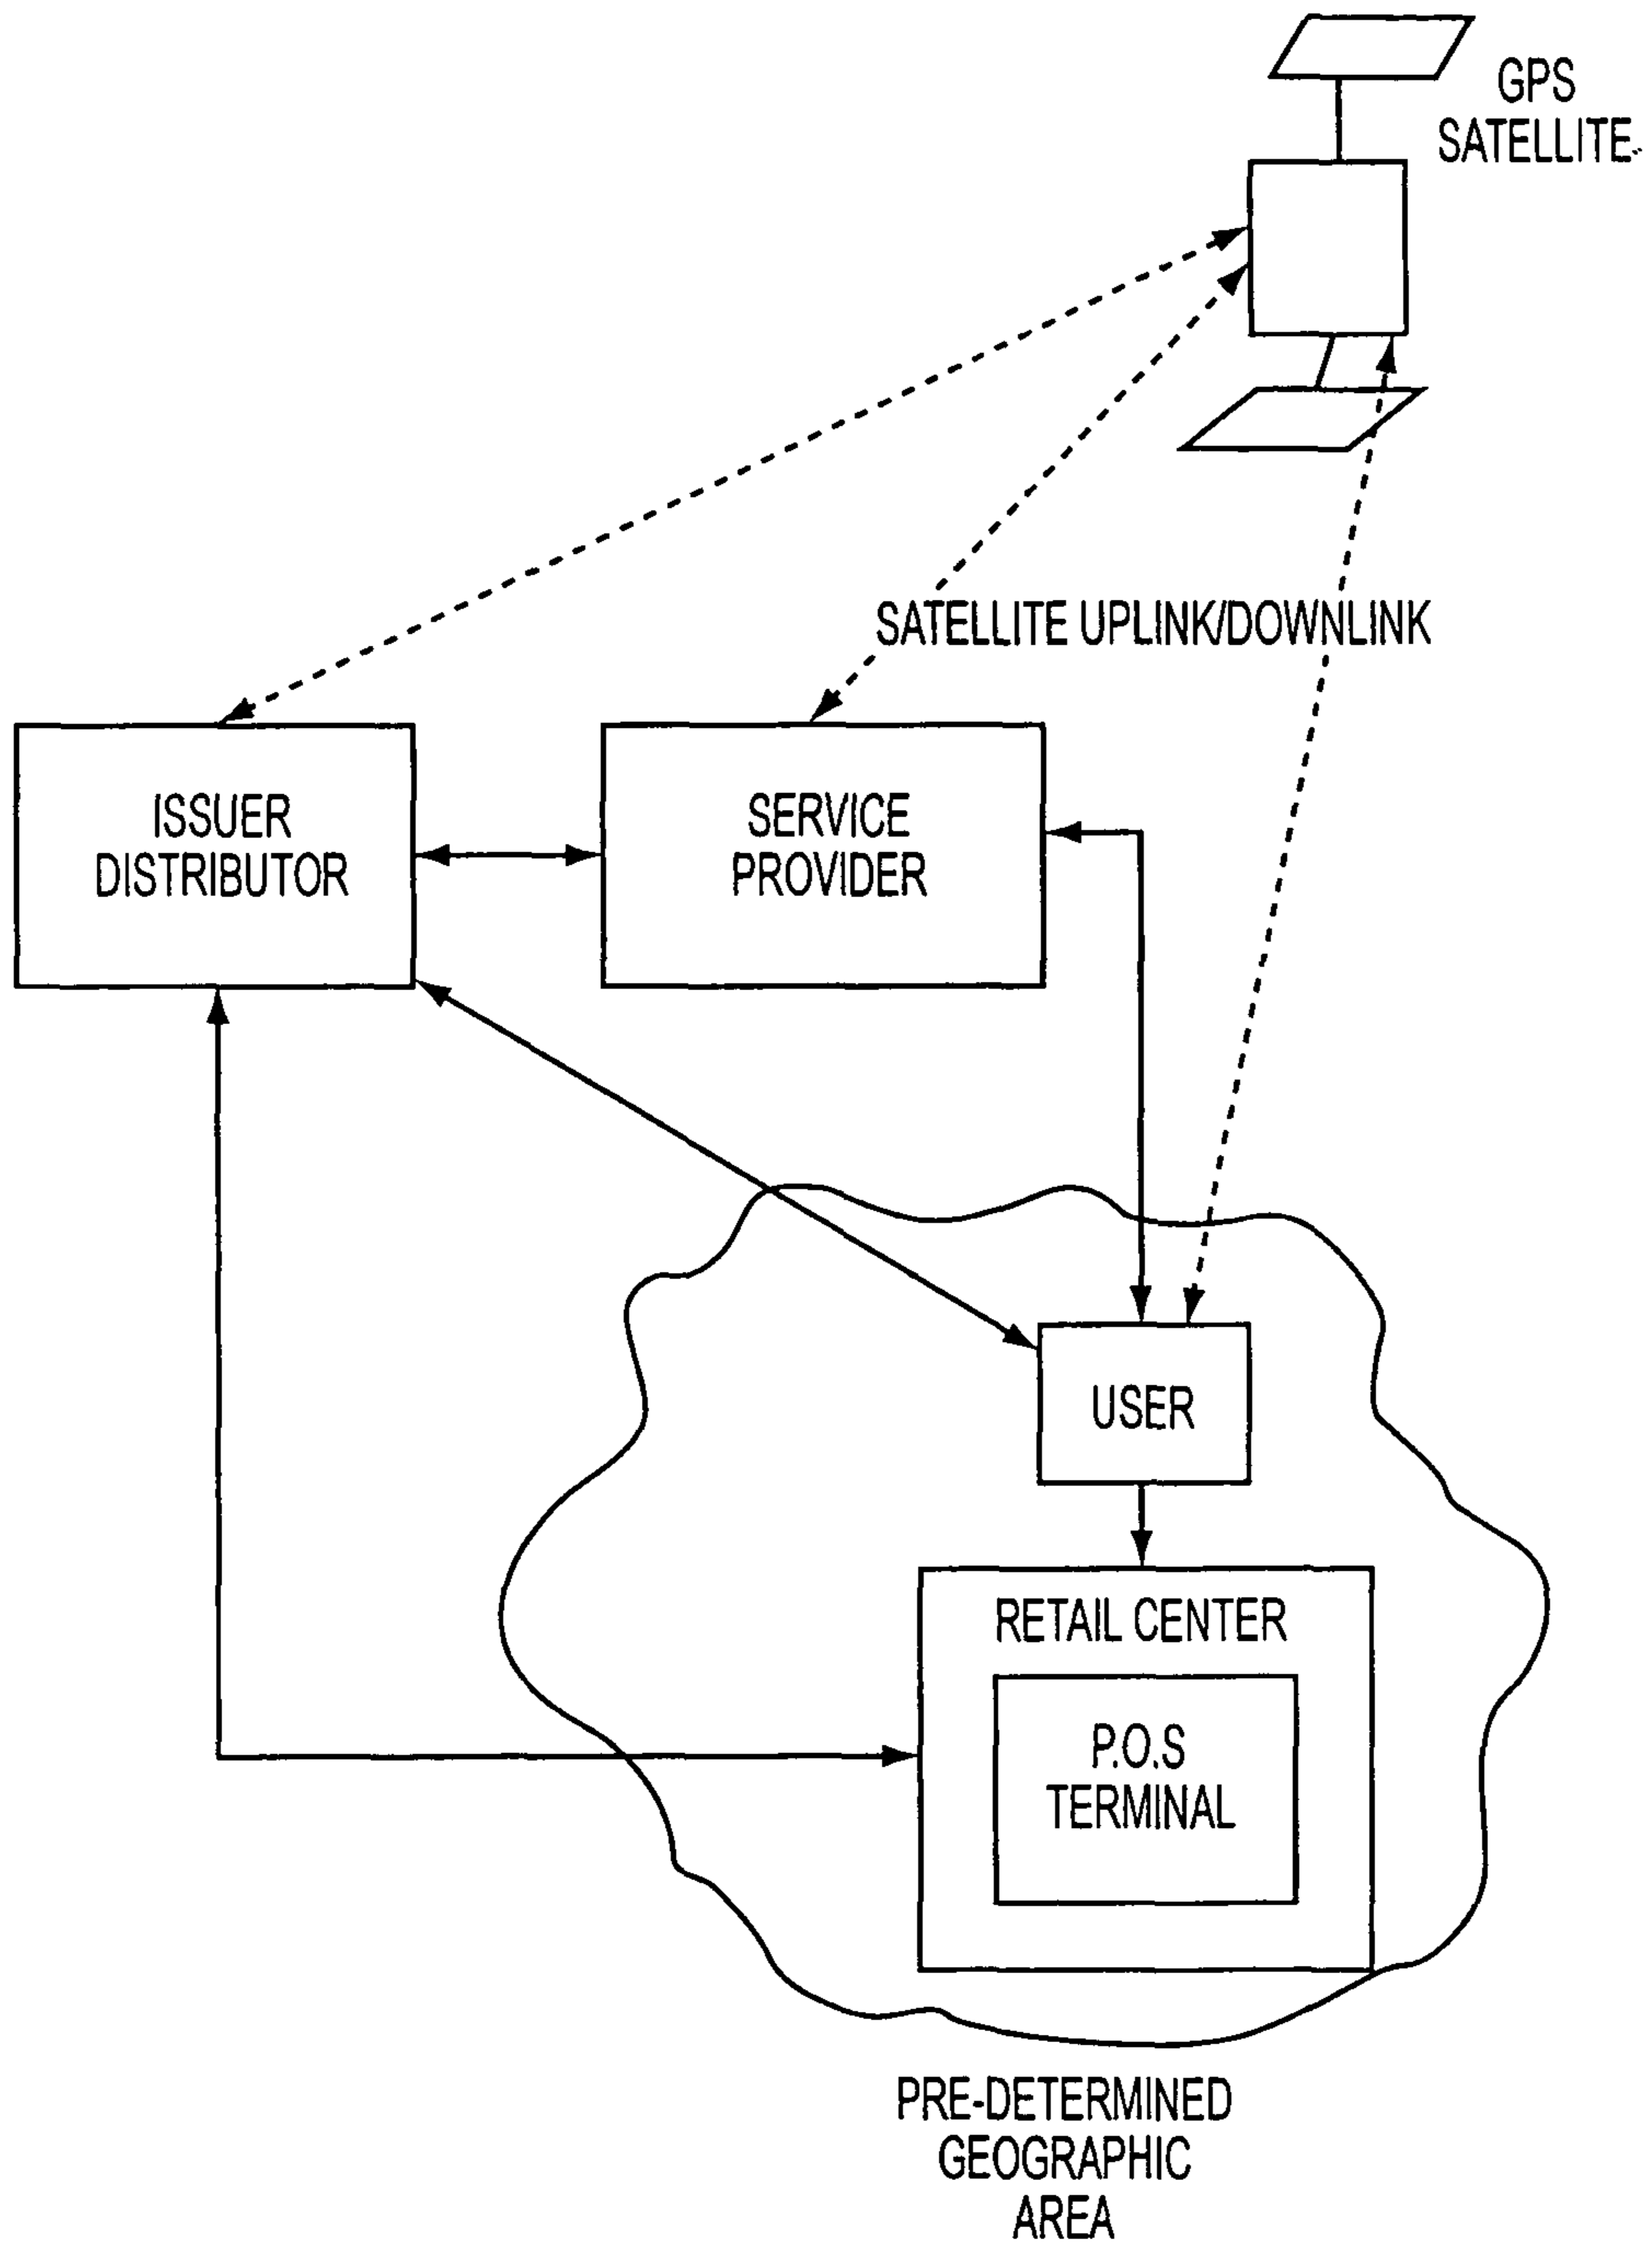 GPS
SATELLITE
SATELLITE UPLINK/DOWNLINK
ISSUER
DISTRIBUTOR
SERVICE
PROVIDER
USER
RETAIL CENTER
P.O.S
TERMINAL
PRE-DETERMINED
GEOGRAPHIC
AREA